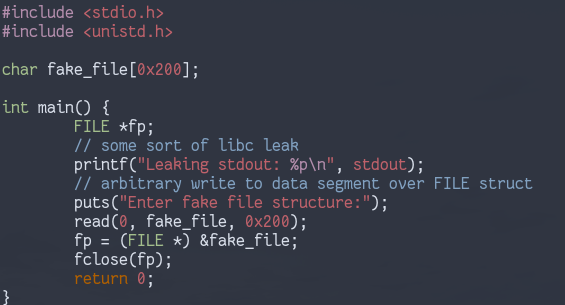 #include <stdio.h>
#include <unistd.h>
char fake_file[0x200];
int main() {
FILE *fp;
// some sort of libc leak
printf("Leaking stdout: %p\n", stdout);
// arbitrary write to data segment over FILE struct
puts("Enter fake file structure:");
read(0, fake_file, 0x200);
fp = (FILE *) &fake_file;
fclose(fp);
return 0;
}